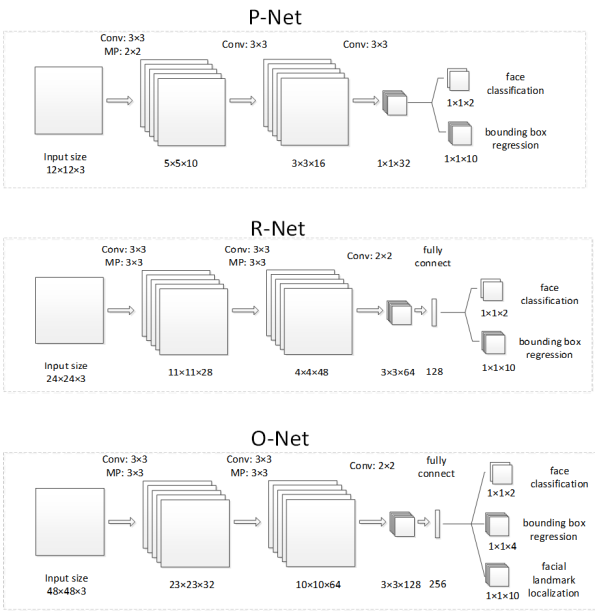 P-Net
Conv: 3×3
MP: 2×2
Conv: 3×3
Conv: 3×3
face
classification
1×1×2
bounding box
regression
1×1×10
Input size
12×12×3
5×5×10
3×3×16
1×1×32
R-Net
Conv: 3×3
MP: 3×3
Conv: 3×3
MP: 3×3
Conv: 2×2
fully
connect
face
classification
1×1×2
bounding box
regression
1×1×10
Input size
24×24×3
11×11×28
4×4×48
3×3×64
128
O-Net
Conv: 3×3
MP: 3×3
Conv: 3×3
MP: 3×3
Conv: 2×2
fully
connect
face
classification
1×1×2
bounding box
regression
1×1×4
facial
landmark
localization
1×1×10
Input size
48×48×3
23×23×32
10×10×64
3×3×128
256